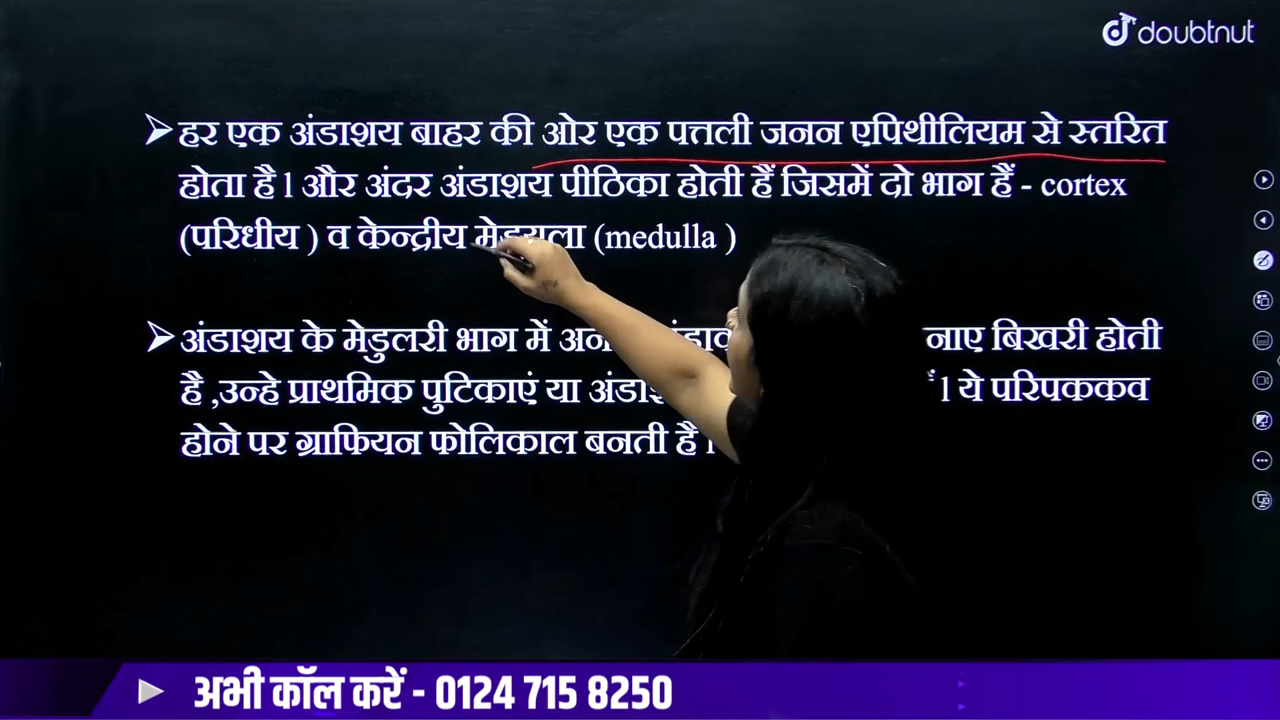 doubtnut
हर एक अंडाशय बाहर की ओर एक पत्तली जनन एपिथीलियम से स्तरित
होता है l और अंदर अंडाशय पीठिका होती हैं जिसमें दो भाग हैं - cortex
(परिधीय ) व केन्द्रीय (medulla )
अंडाशय के मेडुलरी भाग में बिखरी होती
है ,उन्हे प्राथमिक पुटिकाएं या l ये परिपककव
होने पर ग्राफियन फोलिकाल बनती हैं l
अभी कॉल करें - 0124 715 8250